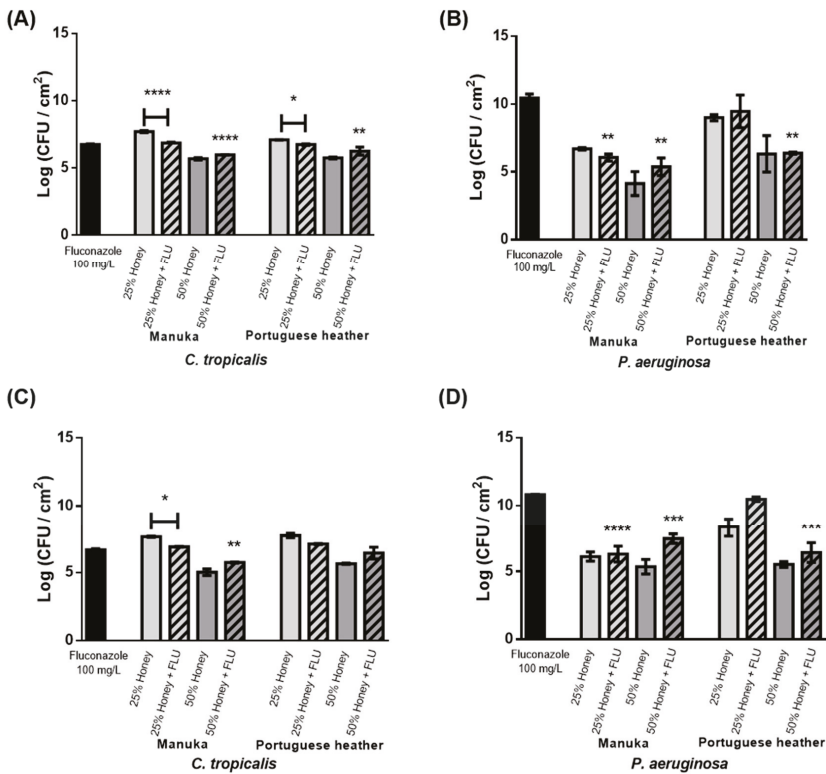 (A)
Log (CFU / cm²)
15
10
5
0
****
****
*
**
Fluconazole
100 mg/L
25% Honey
25% Honey + FLU
50% Honey
50% Honey + FLU
25% Honey
25% Honey + FLU
50% Honey
50% Honey + FLU
Manuka
Portuguese heather
C. tropicalis
(B)
Log (CFU / cm²)
15
10
5
0
**
**
**
Fluconazole
100 mg/L
25% Honey
25% Honey + FLU
50% Honey
50% Honey + FLU
25% Honey
25% Honey + FLU
50% Honey
50% Honey + FLU
Manuka
Portuguese heather
P. aeruginosa
(C)
Log (CFU / cm²)
15
10
5
0
*
**
Fluconazole
100 mg/L
25% Honey
25% Honey + FLU
50% Honey
50% Honey + FLU
25% Honey
25% Honey + FLU
50% Honey
50% Honey + FLU
Manuka
Portuguese heather
C. tropicalis
(D)
Log (CFU / cm²)
15
10
5
0
****
***
***
Fluconazole
100 mg/L
25% Honey
25% Honey + FLU
50% Honey
50% Honey + FLU
25% Honey
25% Honey + FLU
50% Honey
50% Honey + FLU
Manuka
Portuguese heather
P. aeruginosa